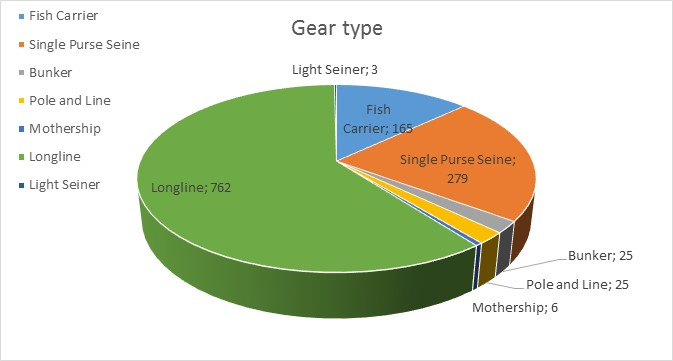 Gear type
Fish Carrier
Single Purse Seine
Bunker
Pole and Line
Mothership
Longline
Light Seiner
Light Seiner; 3
Fish
Carrier; 165
Single Purse Seine;
279
Longline; 762
Bunker; 25
Pole and Line; 25
Mothership; 6